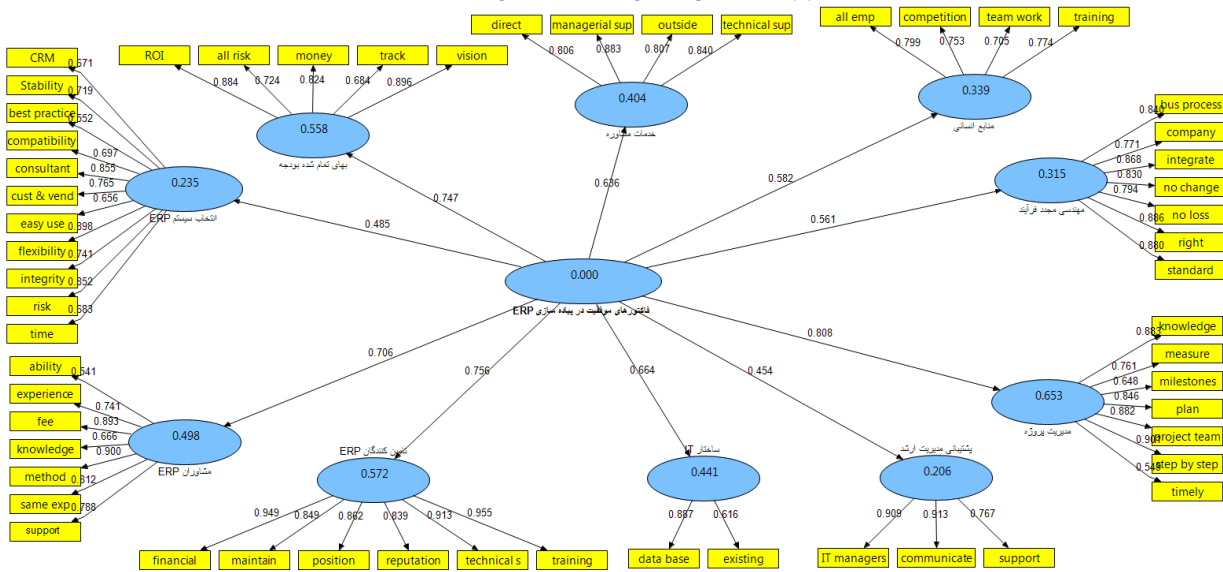 direct
managerial sup
outside
technical sup
0.806
0.883
0.807
0.840
0.404
خدمات مشاوره
all emp
competition
team work
training
0.799
0.753
0.705
0.774
0.339
منابع انسانی
ROI
all risk
money
track
vision
0.884
0.724
0.824
0.684
0.896
0.558
بهای تمام شده بودجه
CRM
Stability
best practice
compatibility
consultant
cust & vend
easy use
flexibility
integrity
risk
time
0.671
0.719
0.552
0.697
0.855
0.765
0.656
0.898
0.741
0.852
0.683
0.235
انتخاب سیستم ERP
bus process
company
integrate
no change
no loss
right
standard
0.840
0.771
0.868
0.830
0.794
0.886
0.880
0.315
مهندسی مجدد فرآیند
0.747
0.636
0.582
0.485
0.561
0.000
فاکتورهای موفقیت در پیاده سازی ERP
0.706
0.756
0.664
0.454
0.808
ability
experience
fee
knowledge
method
same exp
support
0.541
0.741
0.893
0.666
0.900
0.812
0.788
0.498
مشاوران ERP
تامین کنندگان ERP
0.572
0.949
0.849
0.862
0.839
0.913
0.955
financial
maintain
position
reputation
technical s
training
ساختار IT
0.441
0.887
0.616
data base
existing
پشتیبانی مدیریت ارشد
0.206
0.909
0.913
0.767
IT managers
communicate
support
knowledge
measure
milestones
plan
project team
step by step
timely
0.883
0.761
0.648
0.846
0.882
0.653
مدیریت پروژه